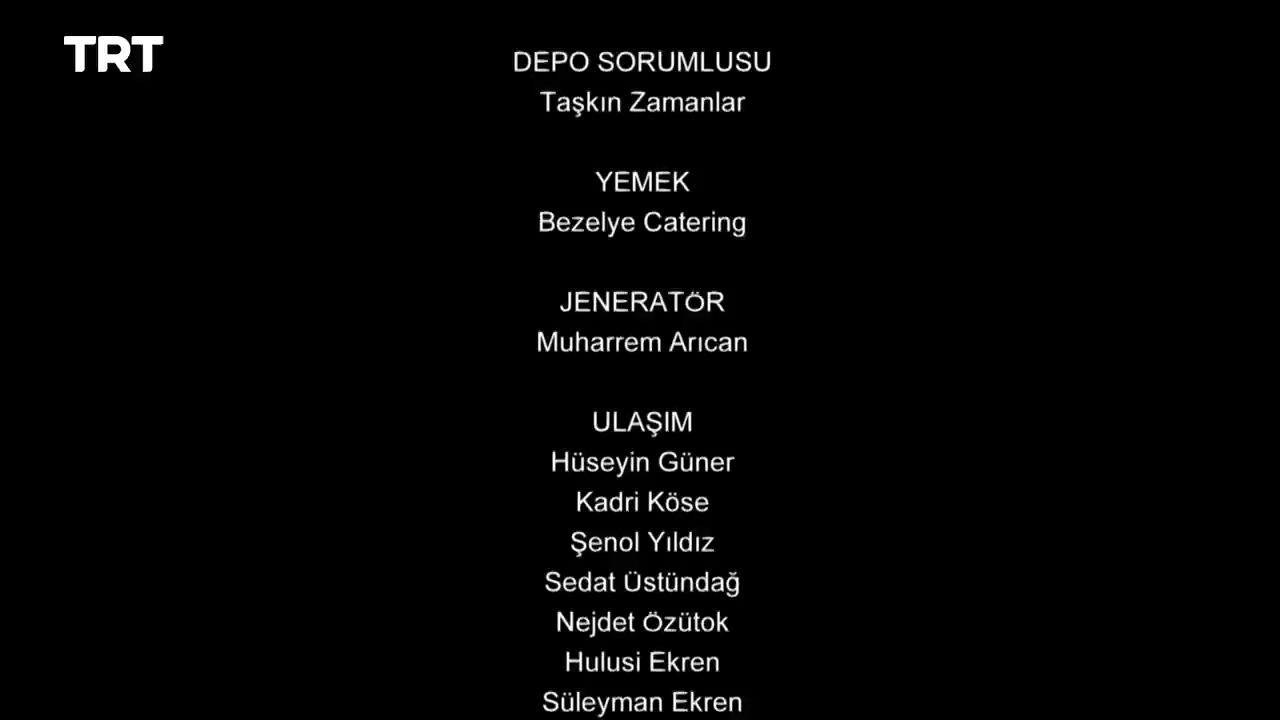 TRT
DEPO SORUMLUSU
Taşkın Zamanlar
YEMEK
Bezelye Catering
JENERATÖR
Muharrem Arıcan
ULAŞIM
Hüseyin Güner
Kadri Köse
Şenol Yıldız
Sedat Üstündağ
Nejdet Özütok
Hulusi Ekren
Süleyman Ekren